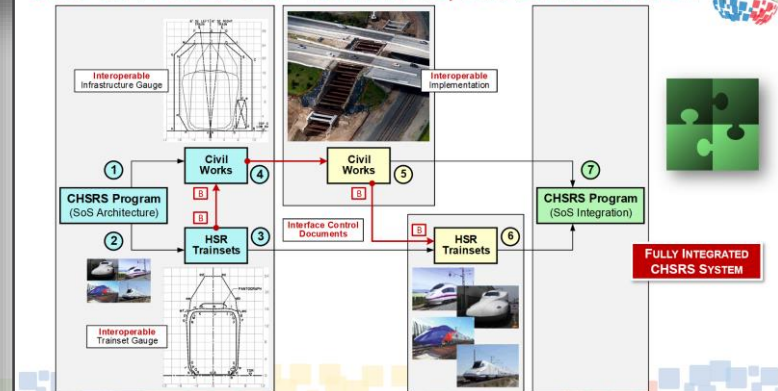 Interoperable
Infrastructure Gauge
Interoperable
Implementation
1
Civil
Works
4
Civil
Works
5
7
CHSRS Program
(SoS Architecture)
B
B
B
CHSRS Program
(SoS Integration)
2
HSR
Trainsets
3
Interface Control
Documents
B
HSR
Trainsets
6
FULLY INTEGRATED
CHSRS SYSTEM
PANTOGRAPH
Interoperable
Trainset Gauge